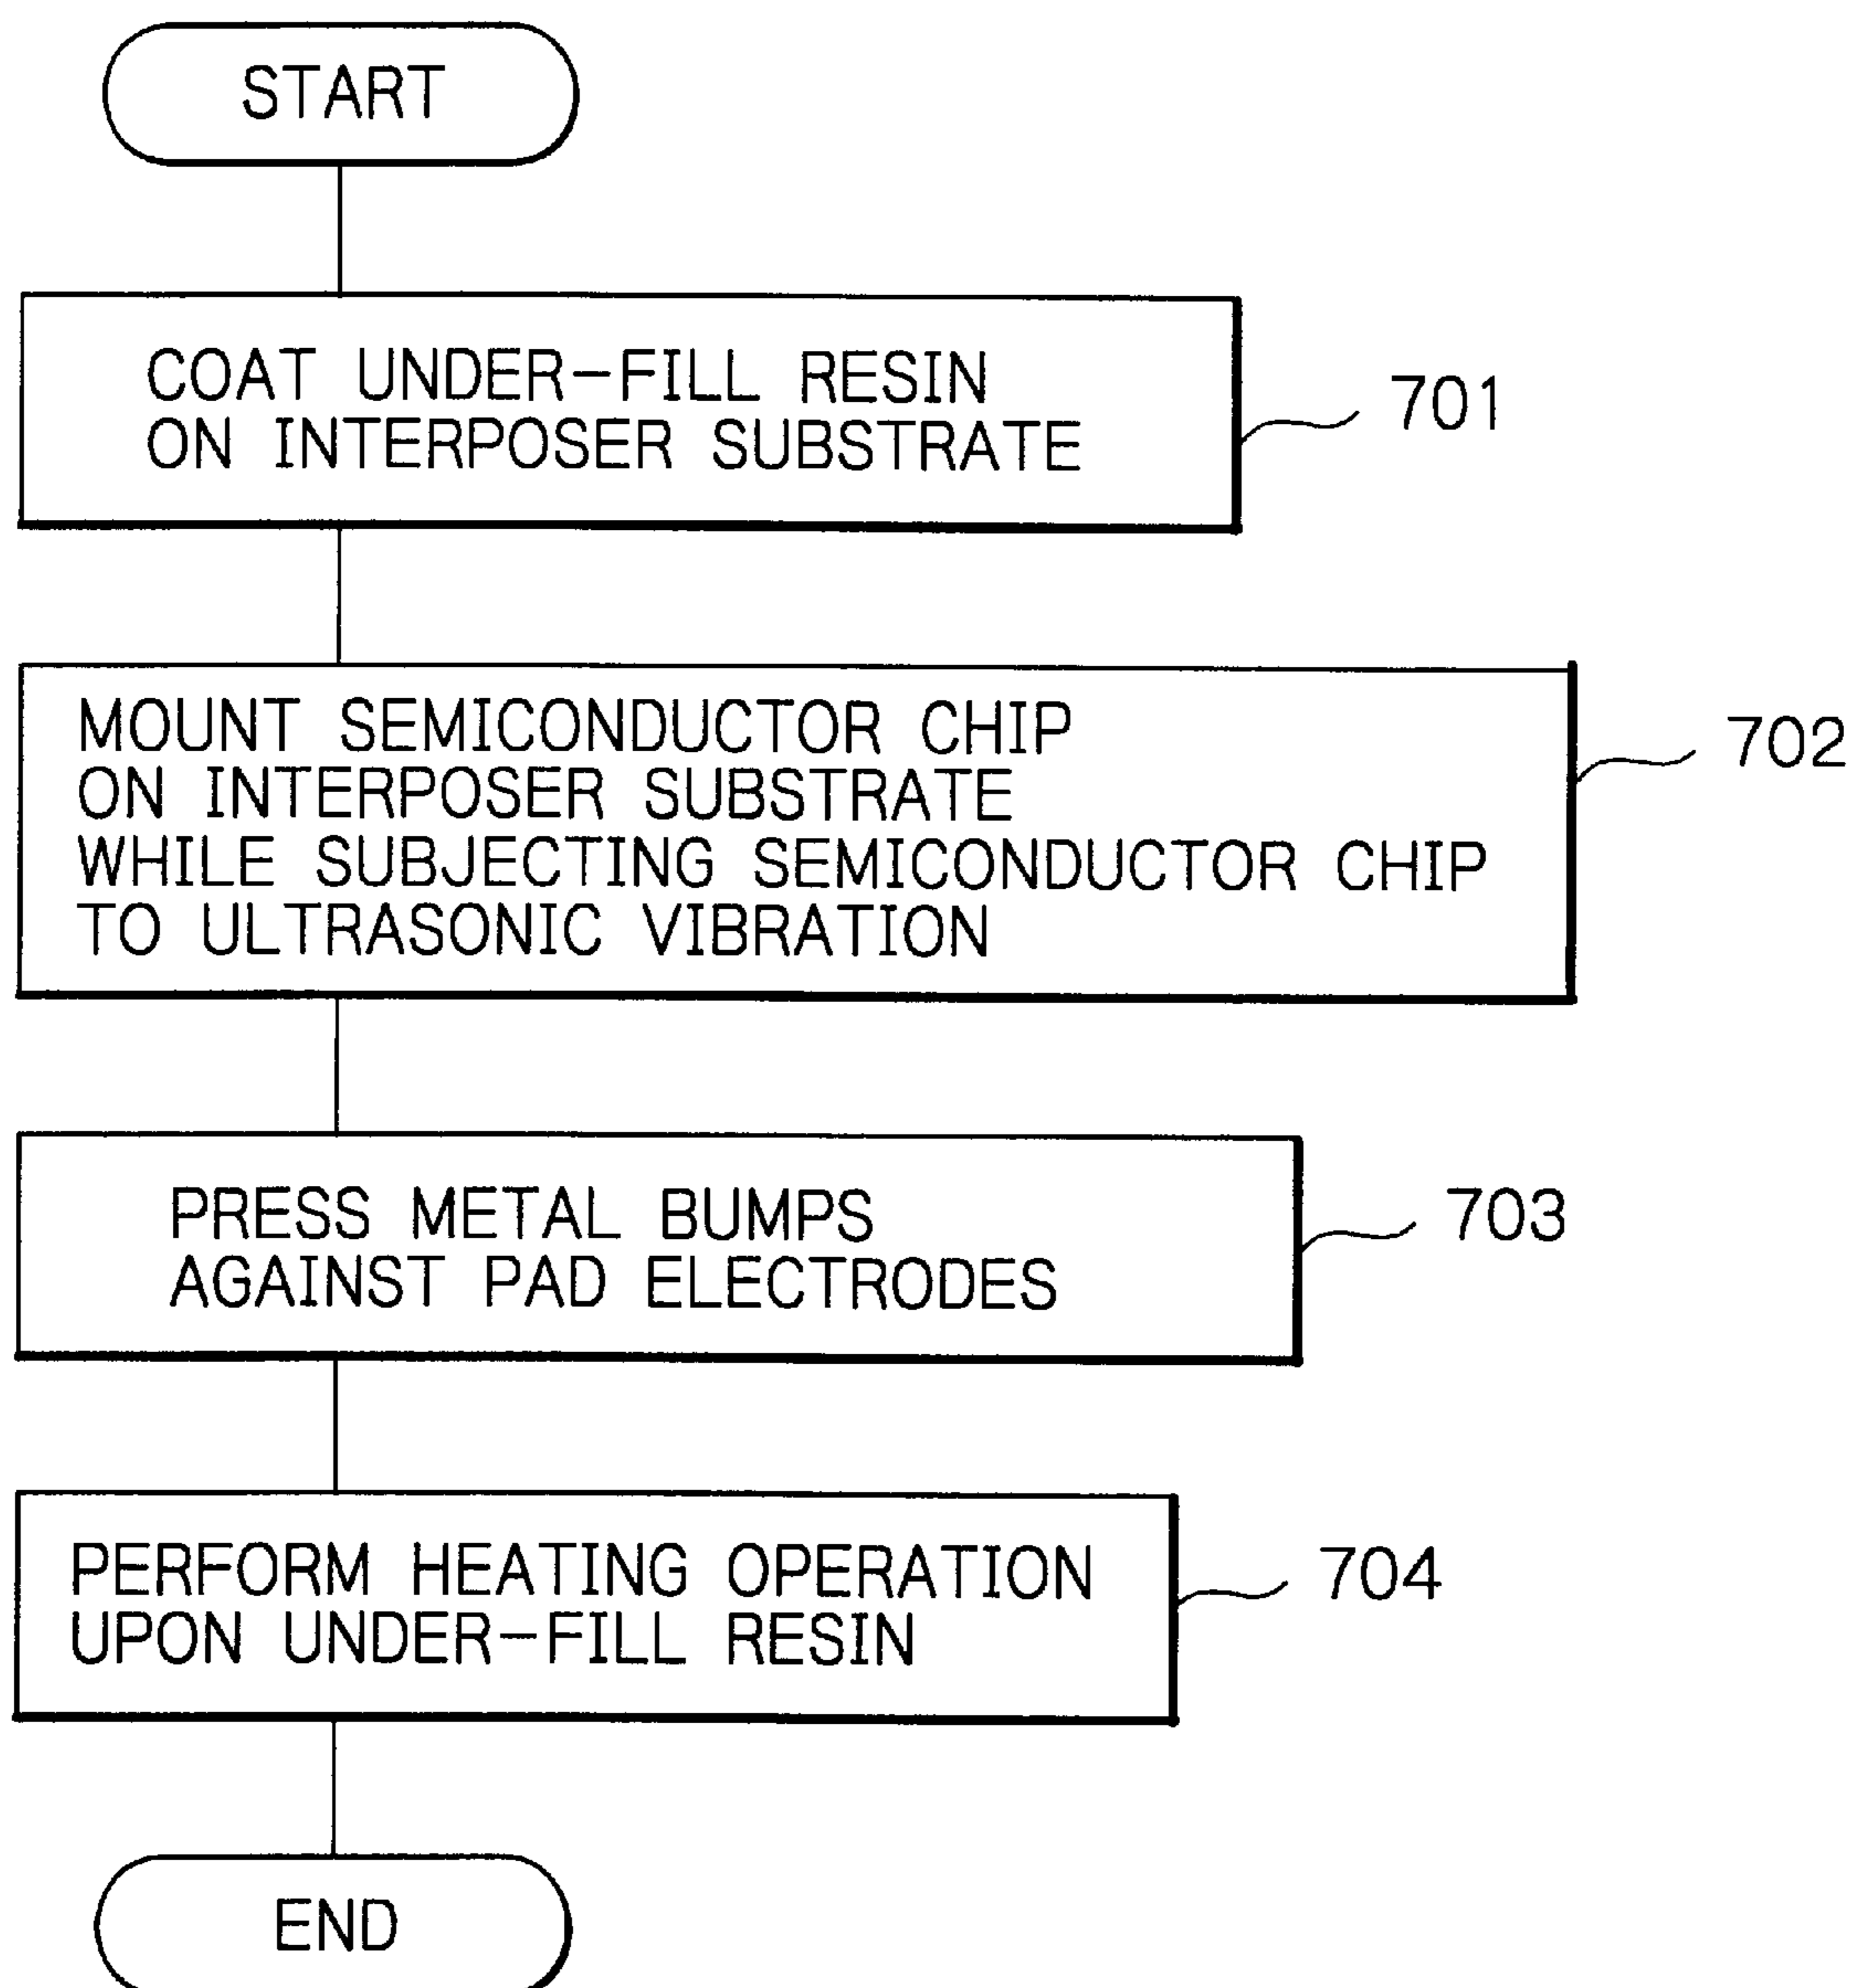 START
COAT UNDER-FILL RESIN
ON INTERPOSER SUBSTRATE
701
MOUNT SEMICONDUCTOR CHIP
ON INTERPOSER SUBSTRATE
WHILE SUBJECTING SEMICONDUCTOR CHIP
TO ULTRASONIC VIBRATION
702
PRESS METAL BUMPS
AGAINST PAD ELECTRODES
703
PERFORM HEATING OPERATION
UPON UNDER-FILL RESIN
704
END